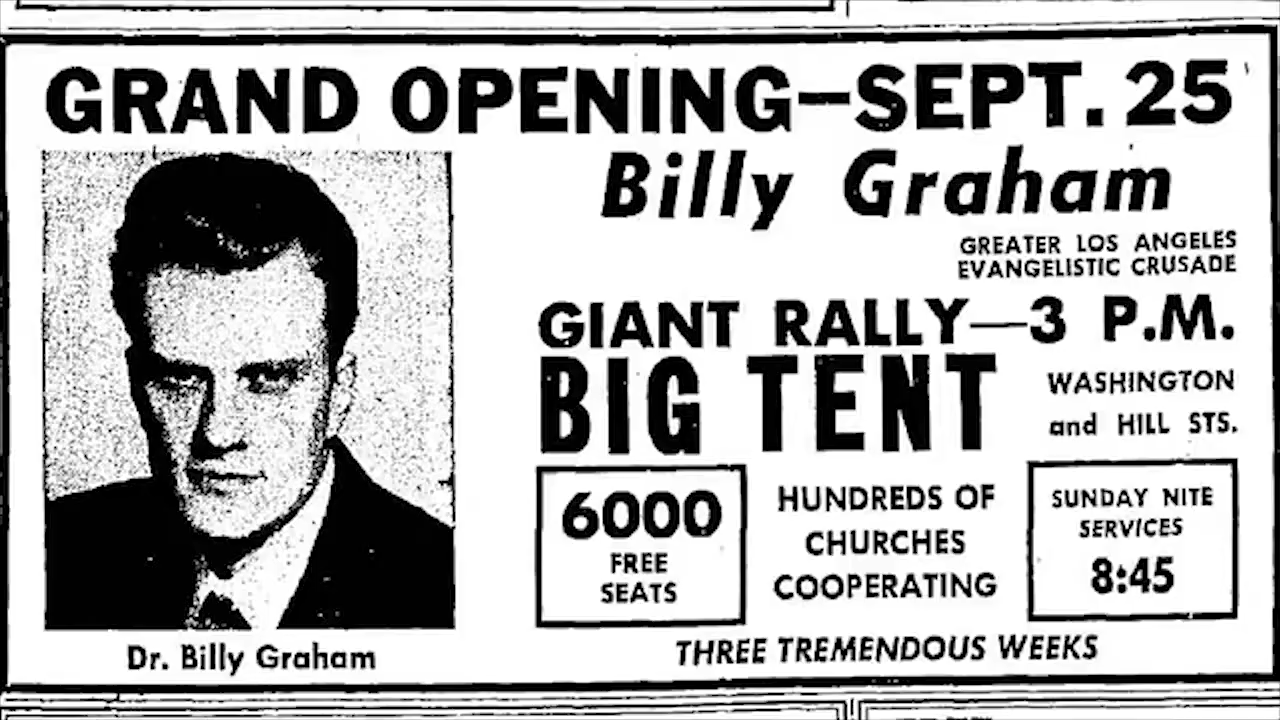 GRAND OPENING—SEPT. 25
Billy Graham
GREATER LOS ANGELES
EVANGELISTIC CRUSADE
GIANT RALLY—3 P.M.
BIG TENT
WASHINGTON
and HILL STS.
6000
FREE
SEATS
HUNDREDS OF
CHURCHES
COOPERATING
SUNDAY NITE
SERVICES
8:45
Dr. Billy Graham
THREE TREMENDOUS WEEKS